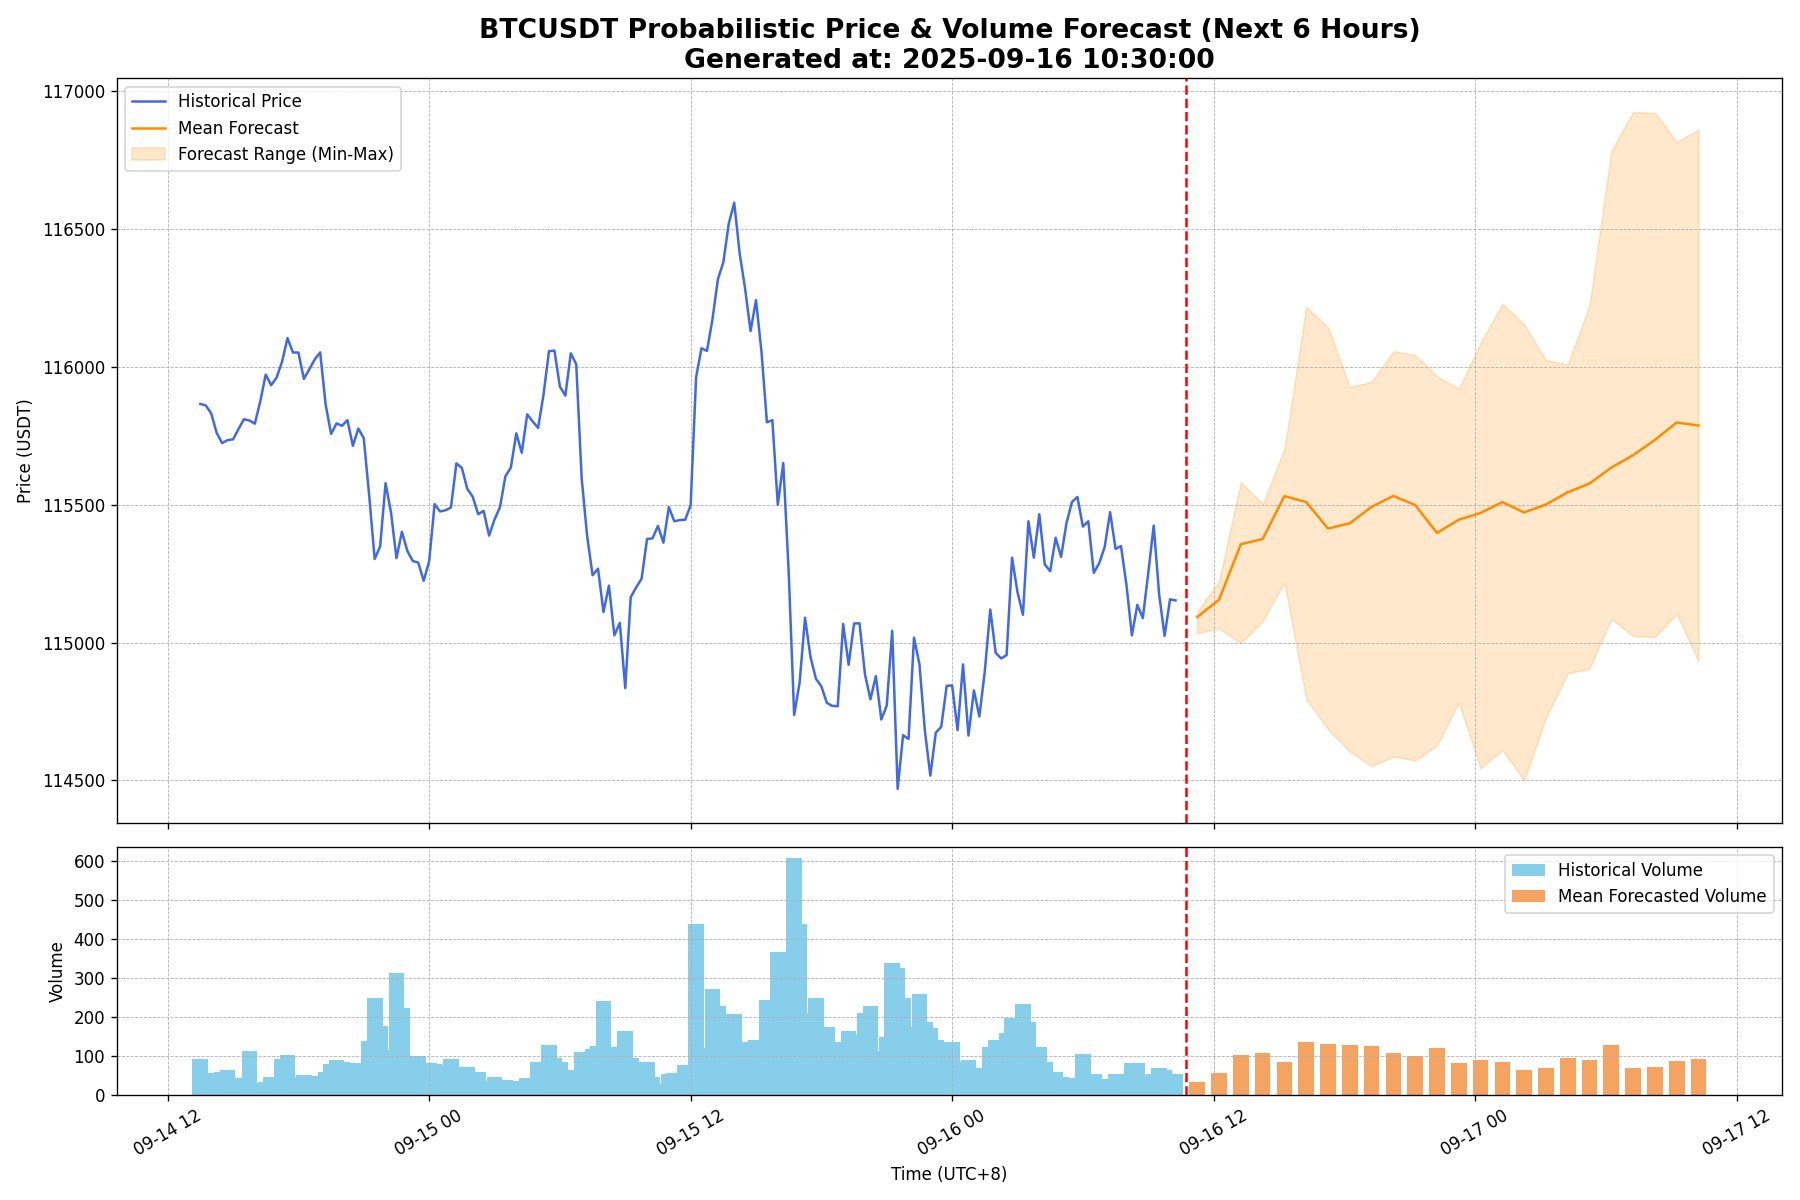 BTCUSDT Probabilistic Price & Volume Forecast (Next 6 Hours)
Generated at: 2025-09-16 10:30:00
Historical Price
Mean Forecast
Forecast Range (Min-Max)
117000
116500
116000
115500
115000
114500
Price (USDT)
Historical Volume
Mean Forecasted Volume
600
500
400
300
200
100
0
Volume
09-14 12
09-15 00
09-15 12
09-16 00
09-16 12
09-17 00
09-17 12
Time (UTC+8)